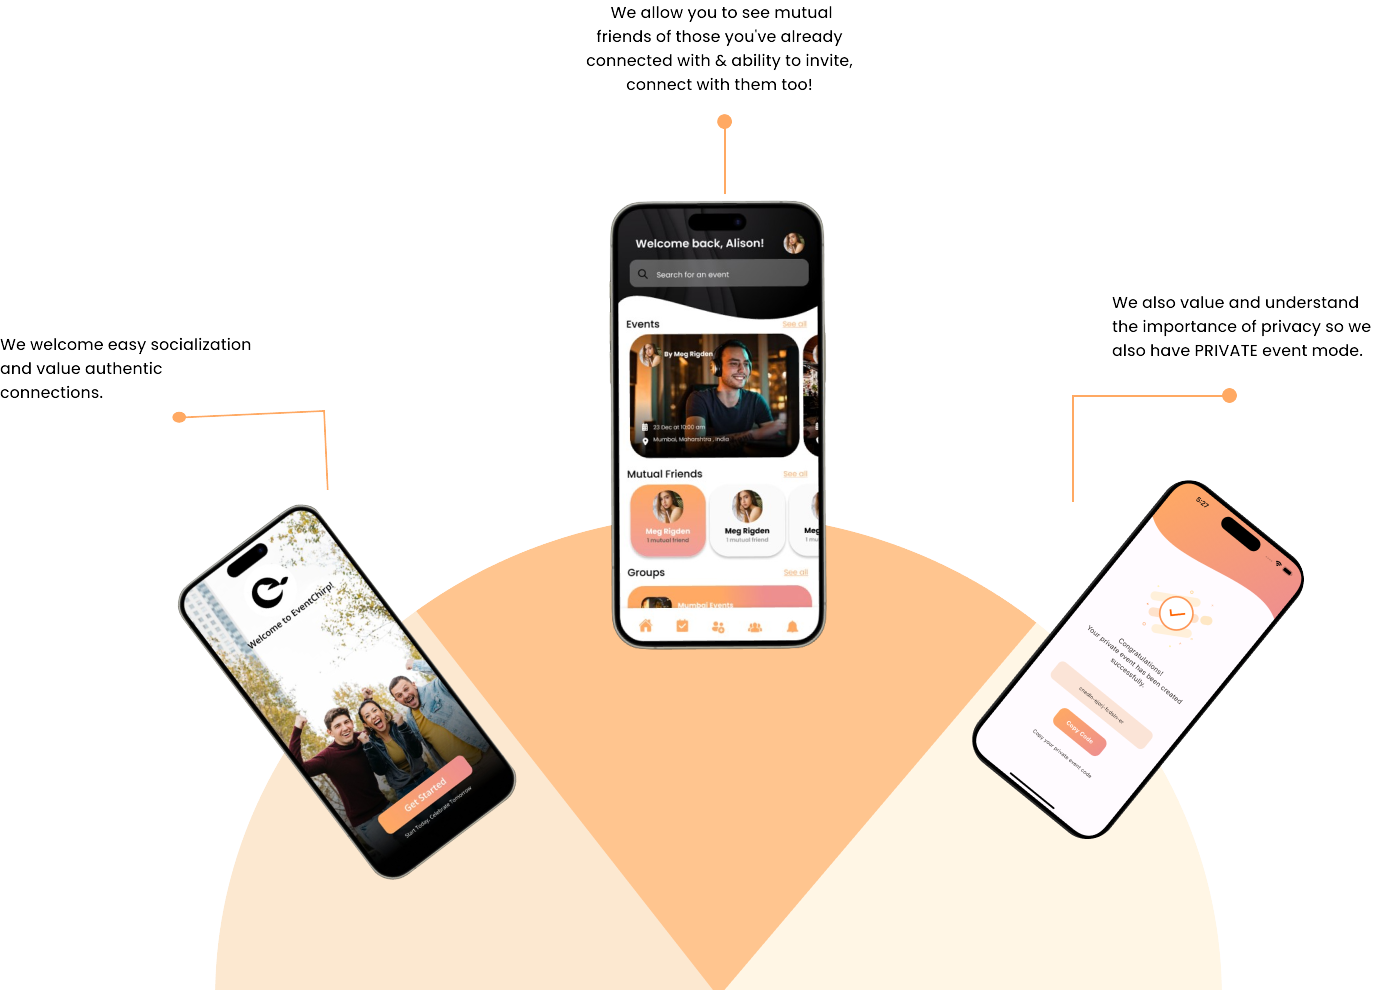 We allow you to see mutual
friends of those you've already
connected with & ability to invite,
connect with them too!
Welcome back, Alison!
Search for an event
Events
See all
By Meg Rigden
23 Dec at 10:00 am
Mumbai, Maharshtra , India
Mutual Friends
See all
Meg Rigden
1 mutual friend
Meg Rigden
1 mutual friend
Groups
See all
Mumbai Events
We welcome easy socialization
and value authentic
connections.
Welcome to EventChirp!
Get Started
Start Today, Celebrate Tomorrow
We also value and understand
the importance of privacy so we
also have PRIVATE event mode.
5:27
Congratulations!
Your private event has been created
successfully.
Copy Code
Copy your private event code